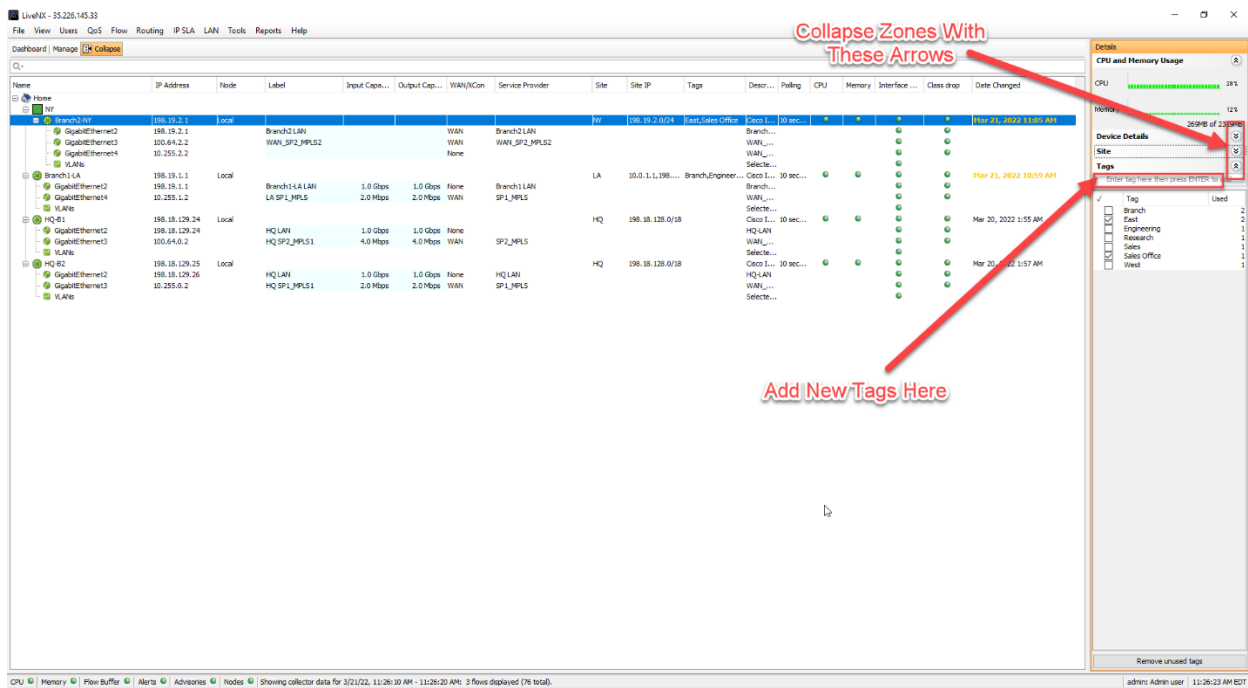 LiveNX - 35.226.145.33
File View Users QoS Flow Routing IP SLA LAN Tools Reports Help
Dashboard Manage Collapse
Collapse Zones With
These Arrows
Name IP Address Node Label Input Capa... Output Cap... WAN/XCon Service Provider Site Site IP Tags Descr... Polling CPU Memory Interface ... Class drop Date Changed
Home
NY
Branch2-NY 198.19.2.1 Local NY 198.19.2.0/24 East,Sales Office Cisco I... 10 sec... Mar 21, 2022 11:05 AM
GigabitEthernet2 198.19.2.1 Branch2 LAN WAN Branch2 LAN Branch...
GigabitEthernet3 100.64.2.2 WAN_SP2_MPLS2 WAN WAN_SP2_MPLS2 WAN_...
GigabitEthernet4 10.255.2.2 None WAN_...
VLANs Selecte...
Branch1-LA 198.19.1.1 Local LA 10.0.1.1,198.... Branch,Engineer... Cisco I... 10 sec... Mar 21, 2022 10:59 AM
GigabitEthernet2 198.19.1.1 Branch1-LA LAN 1.0 Gbps 1.0 Gbps None Branch1 LAN Branch...
GigabitEthernet4 10.255.1.2 LA SP1_MPLS 2.0 Mbps 2.0 Mbps WAN SP1_MPLS WAN_...
VLANs Selecte...
HQ-B1 198.18.129.24 Local HQ 198.18.128.0/18 Cisco I... 10 sec... Mar 20, 2022 1:55 AM
GigabitEthernet2 198.18.129.24 HQ LAN 1.0 Gbps 1.0 Gbps None HQ-LAN
GigabitEthernet3 100.64.0.2 HQ SP2_MPLS1 4.0 Mbps 4.0 Mbps WAN SP2_MPLS WAN_...
VLANs Selecte...
HQ-B2 198.18.129.25 Local HQ 198.18.128.0/18 Cisco I... 10 sec... Mar 20, 2022 1:57 AM
GigabitEthernet2 198.18.129.26 HQ LAN 1.0 Gbps 1.0 Gbps None HQ LAN HQ-LAN
GigabitEthernet3 10.255.0.2 HQ SP1_MPLS1 2.0 Mbps 2.0 Mbps WAN SP1_MPLS WAN_...
VLANs Selecte...
Details
CPU and Memory Usage
CPU 28%
Memory 12%
269MB of
Device Details
Site
Tags
Enter tag here then press ENTER to
Tag Used
Branch 2
East 2
Engineering 1
Research 1
Sales 1
Sales Office 1
West 1
Add New Tags Here
Remove unused tags
CPU Memory Flow Buffer Alerts Advisories Nodes Showing collector data for 3/21/22, 11:26:10 AM - 11:26:20 AM: 3 flows displayed (76 total). admin: Admin user 11:26:23 AM EDT